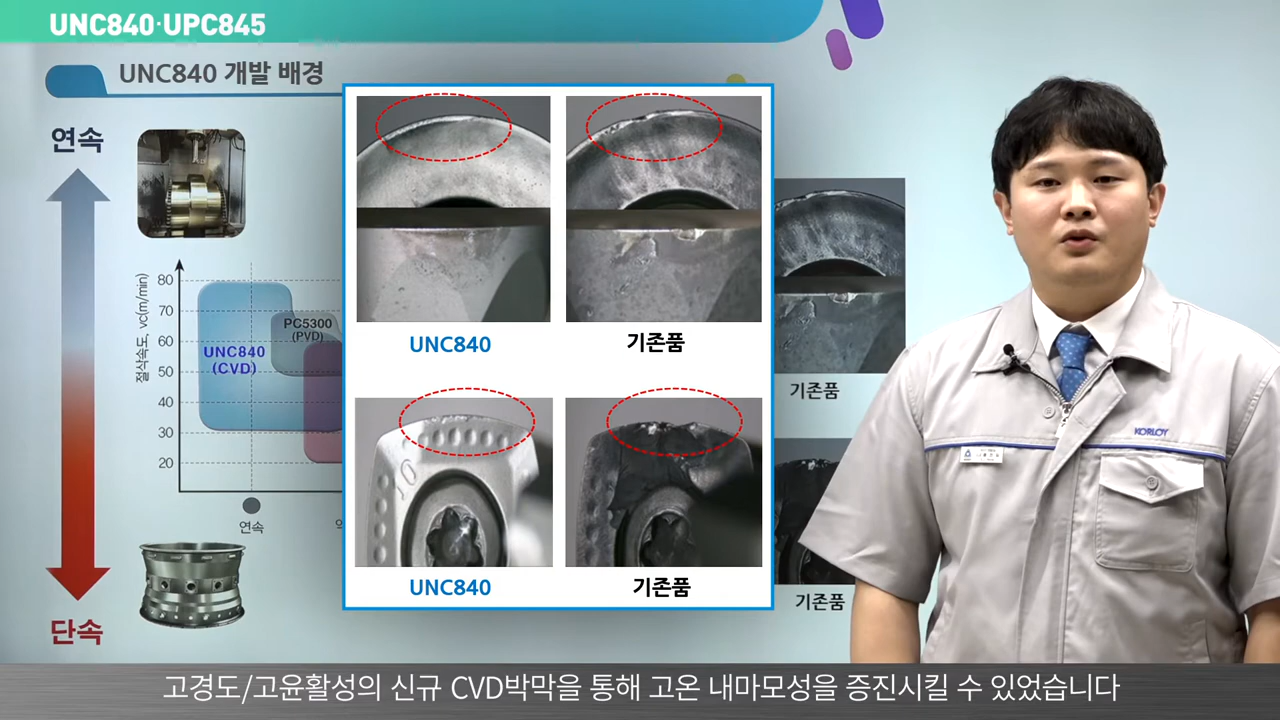 UNC840·UPC845
UNC840 개발 배경
연속
단속
절삭속도, vc(m/min)
80
70
60
50
40
30
20
UNC840
(CVD)
PC5300
(PVD)
연속
UNC840
기존품
UNC840
기존품
기존품
기존품
10
KORLOY
고경도/고윤활성의 신규 CVD박막을 통해 고온 내마모성을 증진시킬 수 있었습니다